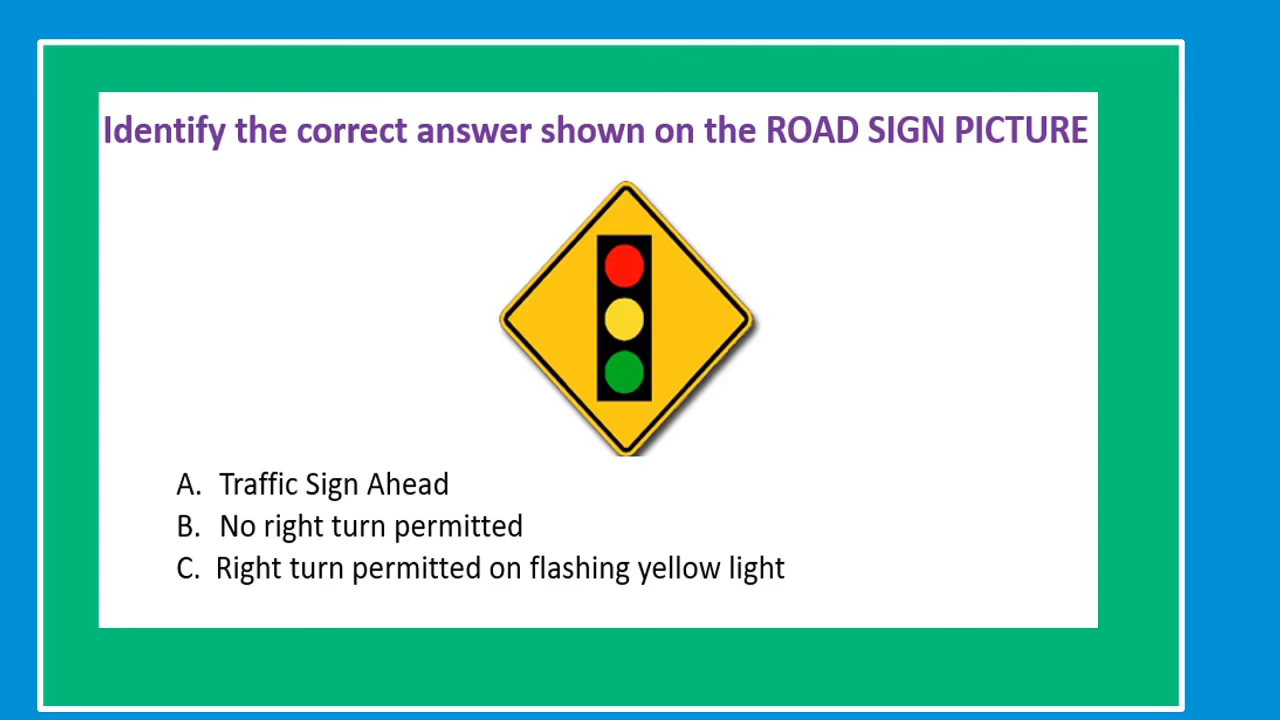 Identify the correct answer shown on the ROAD SIGN PICTURE
A. Traffic Sign Ahead
B. No right turn permitted
C. Right turn permitted on flashing yellow light